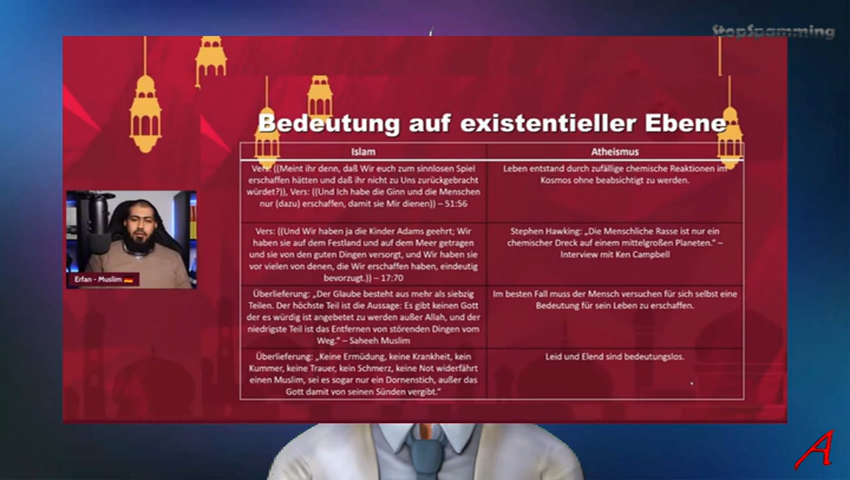 StopSpamming
Bedeutung auf existentieller Ebene
Islam
Atheismus
Vers: ((Meint ihr denn, daß Wir euch zum sinnlosen Spiel
erschaffen hätten und daß ihr nicht zu Uns zurückgebracht
würdet?)), Vers: ((Und Ich habe die Ginn und die Menschen
nur (dazu) erschaffen, damit sie Mir dienen)) – 51:56
Leben entstand durch zufällige chemische Reaktionen im
Kosmos ohne beabsichtigt zu werden.
Vers: ((Und Wir haben ja die Kinder Adams geehrt; Wir
haben sie auf dem Festland und auf dem Meer getragen
und sie von den guten Dingen versorgt, und Wir haben sie
vor vielen von denen, die Wir erschaffen haben, eindeutig
bevorzugt.)) – 17:70
Stephen Hawking: „Die Menschliche Rasse ist nur ein
chemischer Dreck auf einem mittelgroßen Planeten.“ –
Interview mit Ken Campbell
Überlieferung: „Der Glaube besteht aus mehr als siebzig
Teilen. Der höchste Teil ist die Aussage: Es gibt keinen Gott
der es würdig ist angebetet zu werden außer Allah, und der
niedrigste Teil ist das Entfernen von störenden Dingen vom
Weg.“ – Saheeh Muslim
Im besten Fall muss der Mensch versuchen für sich selbst eine
Bedeutung für sein Leben zu erschaffen.
Überlieferung: „Keine Ermüdung, keine Krankheit, kein
Kummer, keine Trauer, kein Schmerz, keine Not widerfährt
einen Muslim, sei es sogar nur ein Dornenstich, außer das
Gott damit von seinen Sünden vergibt.“
Leid und Elend sind bedeutungslos.
Erfan - Muslim
A